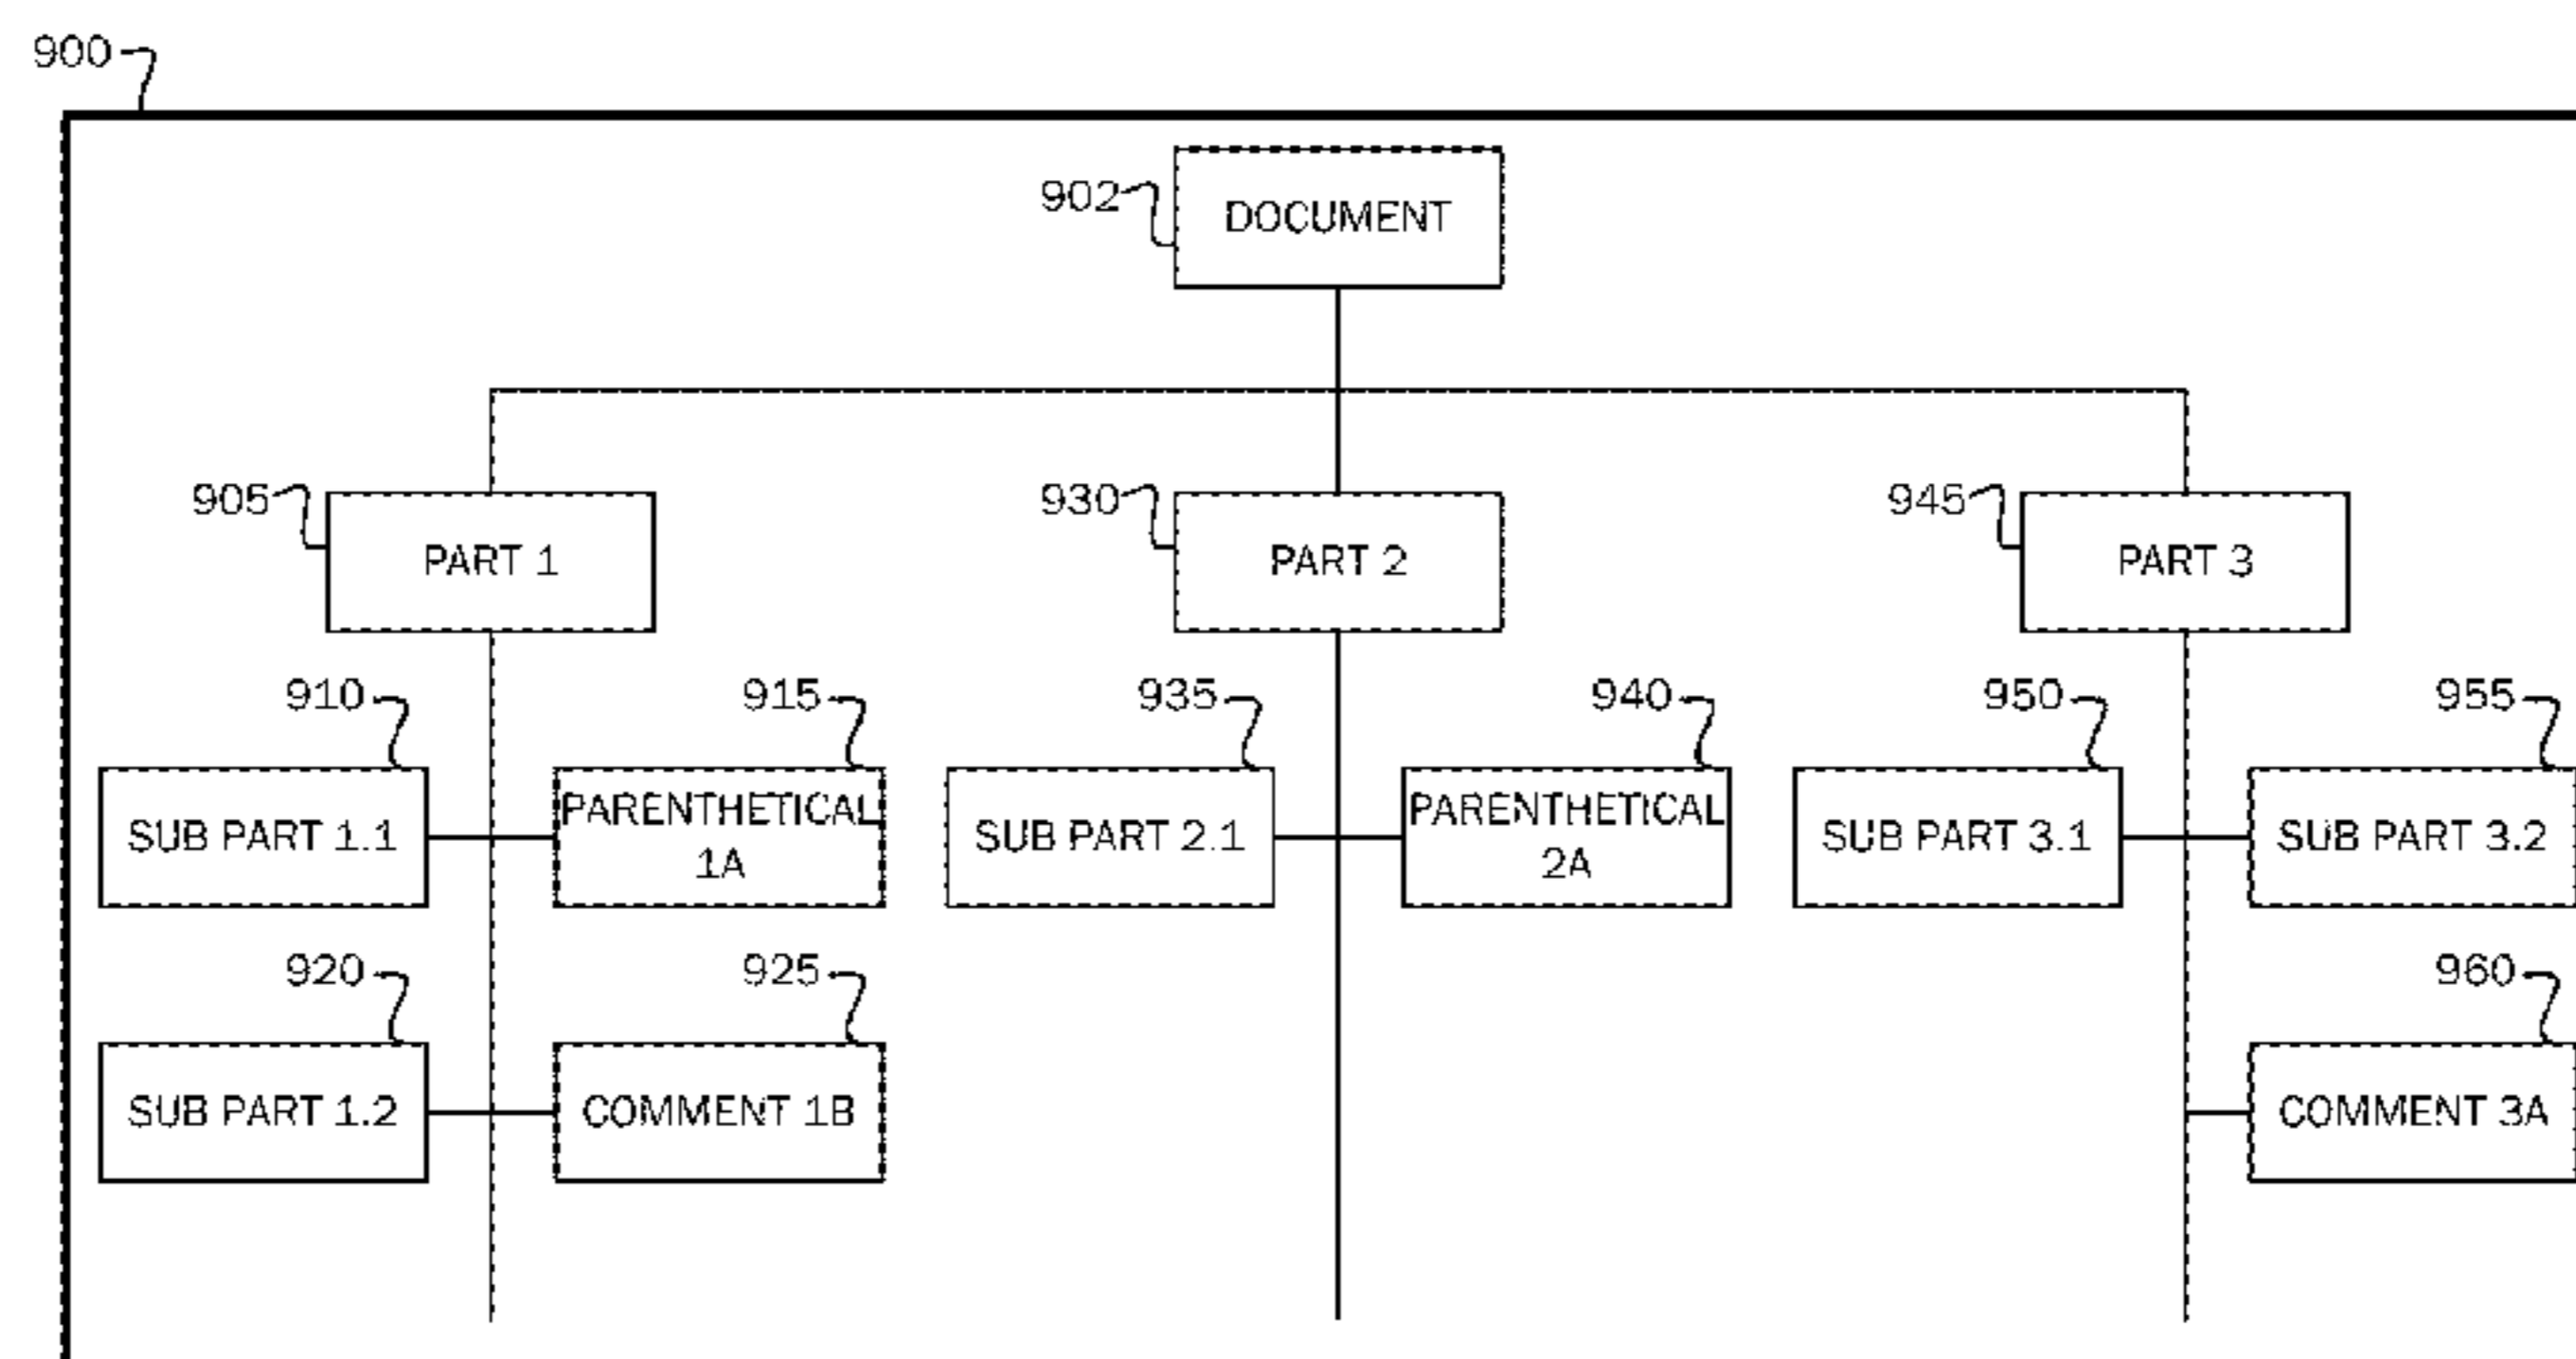 900
902
DOCUMENT
905
930
945
PART 1
PART 2
PART 3
910
915
935
940
950
955
SUB PART 1.1
PARENTHETICAL
1A
SUB PART 2.1
PARENTHETICAL
2A
SUB PART 3.1
SUB PART 3.2
920
925
960
SUB PART 1.2
COMMENT 1B
COMMENT 3A